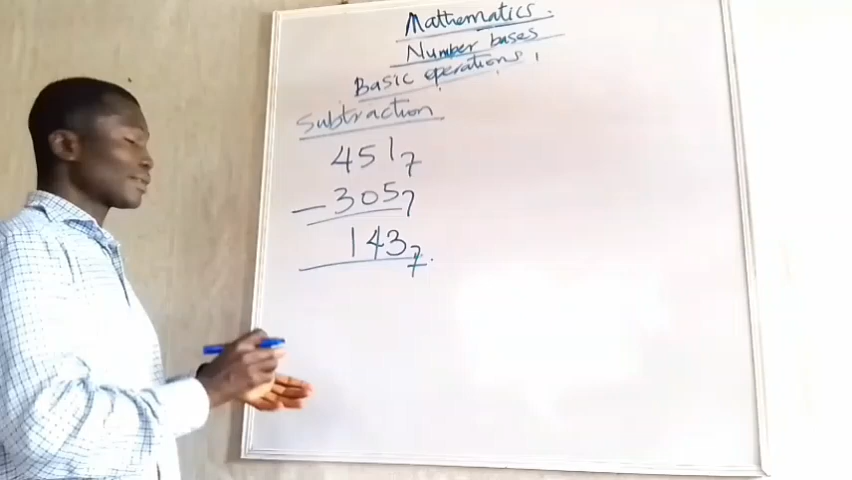 Mathematics.
Number bases
Basic operations.
Subtraction
451₇
- 305₇
143₇.